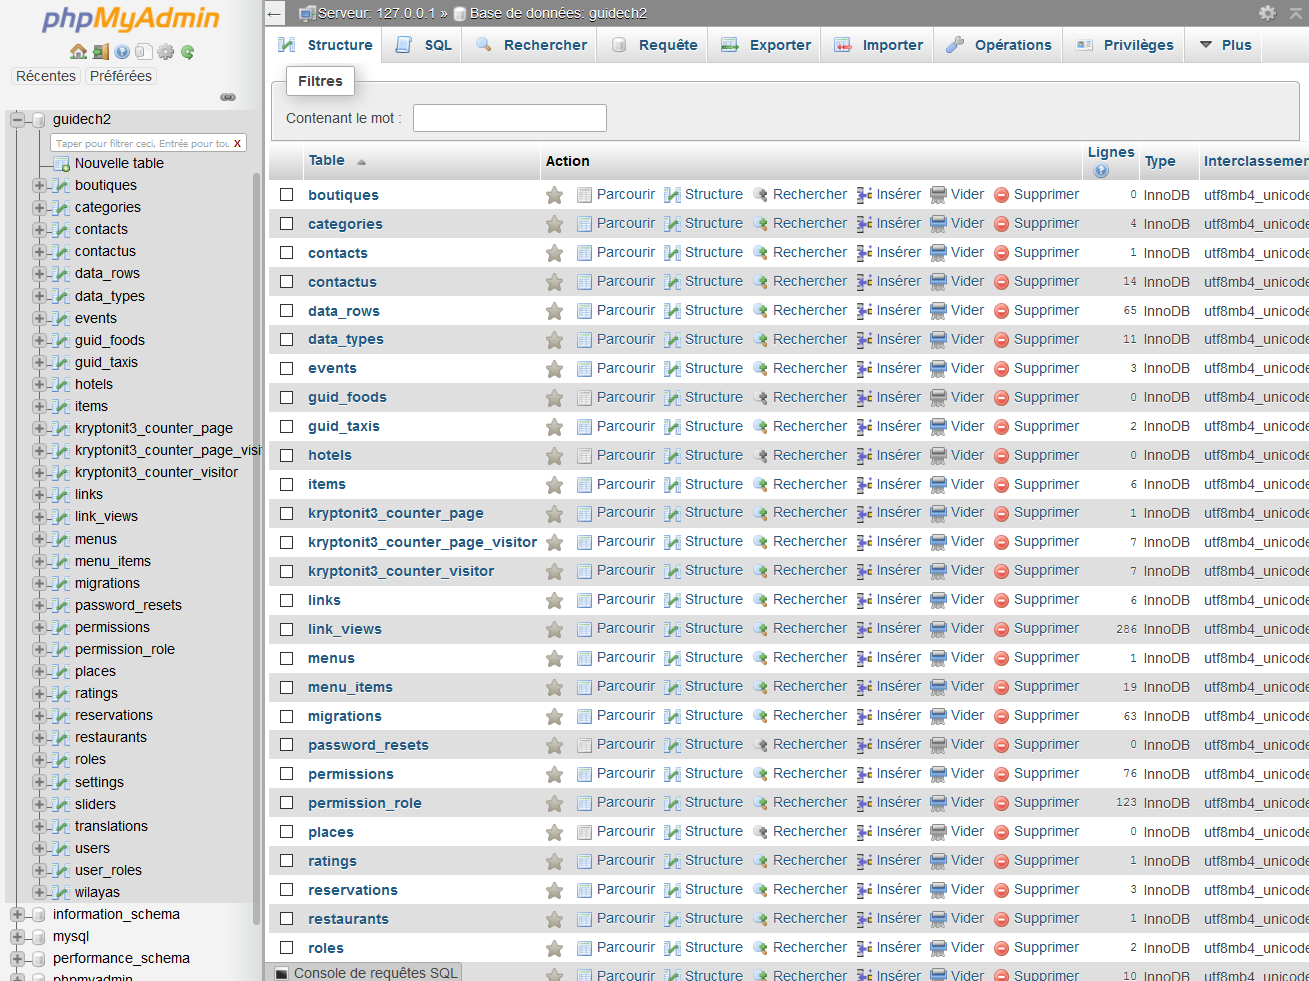 phpMyAdmin
Récentes Préférées
guidech2
Taper pour filtrer ceci, Entrée pour tou X
Nouvelle table
boutiques
categories
contacts
contactus
data_rows
data_types
events
guid_foods
guid_taxis
hotels
items
kryptonit3_counter_page
kryptonit3_counter_page_visi
kryptonit3_counter_visitor
links
link_views
menus
menu_items
migrations
password_resets
permissions
permission_role
places
ratings
reservations
restaurants
roles
settings
sliders
translations
users
user_roles
wilayas
information_schema
mysql
performance_schema
phpmyadmin
Serveur: 127.0.0.1 » Base de données: guidech2
Structure SQL Rechercher Requête Exporter Importer Opérations Privilèges Plus
Filtres
Contenant le mot :
Table Action Lignes Type Interclassemen
boutiques Parcourir Structure Rechercher Insérer Vider Supprimer 0 InnoDB utf8mb4_unicode
categories Parcourir Structure Rechercher Insérer Vider Supprimer 4 InnoDB utf8mb4_unicode
contacts Parcourir Structure Rechercher Insérer Vider Supprimer 1 InnoDB utf8mb4_unicode
contactus Parcourir Structure Rechercher Insérer Vider Supprimer 14 InnoDB utf8mb4_unicode
data_rows Parcourir Structure Rechercher Insérer Vider Supprimer 65 InnoDB utf8mb4_unicode
data_types Parcourir Structure Rechercher Insérer Vider Supprimer 11 InnoDB utf8mb4_unicode
events Parcourir Structure Rechercher Insérer Vider Supprimer 3 InnoDB utf8mb4_unicode
guid_foods Parcourir Structure Rechercher Insérer Vider Supprimer 0 InnoDB utf8mb4_unicode
guid_taxis Parcourir Structure Rechercher Insérer Vider Supprimer 2 InnoDB utf8mb4_unicode
hotels Parcourir Structure Rechercher Insérer Vider Supprimer 0 InnoDB utf8mb4_unicode
items Parcourir Structure Rechercher Insérer Vider Supprimer 6 InnoDB utf8mb4_unicode
kryptonit3_counter_page Parcourir Structure Rechercher Insérer Vider Supprimer 1 InnoDB utf8mb4_unicode
kryptonit3_counter_page_visitor Parcourir Structure Rechercher Insérer Vider Supprimer 7 InnoDB utf8mb4_unicode
kryptonit3_counter_visitor Parcourir Structure Rechercher Insérer Vider Supprimer 7 InnoDB utf8mb4_unicode
links Parcourir Structure Rechercher Insérer Vider Supprimer 6 InnoDB utf8mb4_unicode
link_views Parcourir Structure Rechercher Insérer Vider Supprimer 286 InnoDB utf8mb4_unicode
menus Parcourir Structure Rechercher Insérer Vider Supprimer 1 InnoDB utf8mb4_unicode
menu_items Parcourir Structure Rechercher Insérer Vider Supprimer 19 InnoDB utf8mb4_unicode
migrations Parcourir Structure Rechercher Insérer Vider Supprimer 63 InnoDB utf8mb4_unicode
password_resets Parcourir Structure Rechercher Insérer Vider Supprimer 0 InnoDB utf8mb4_unicode
permissions Parcourir Structure Rechercher Insérer Vider Supprimer 76 InnoDB utf8mb4_unicode
permission_role Parcourir Structure Rechercher Insérer Vider Supprimer 123 InnoDB utf8mb4_unicode
places Parcourir Structure Rechercher Insérer Vider Supprimer 0 InnoDB utf8mb4_unicode
ratings Parcourir Structure Rechercher Insérer Vider Supprimer 1 InnoDB utf8mb4_unicode
reservations Parcourir Structure Rechercher Insérer Vider Supprimer 3 InnoDB utf8mb4_unicode
restaurants Parcourir Structure Rechercher Insérer Vider Supprimer 1 InnoDB utf8mb4_unicode
roles Parcourir Structure Rechercher Insérer Vider Supprimer 2 InnoDB utf8mb4_unicode
Parcourir Structure Rechercher Insérer Vider Supprimer 10 InnoDB utf8mb4_unicode
Console de requêtes SQL